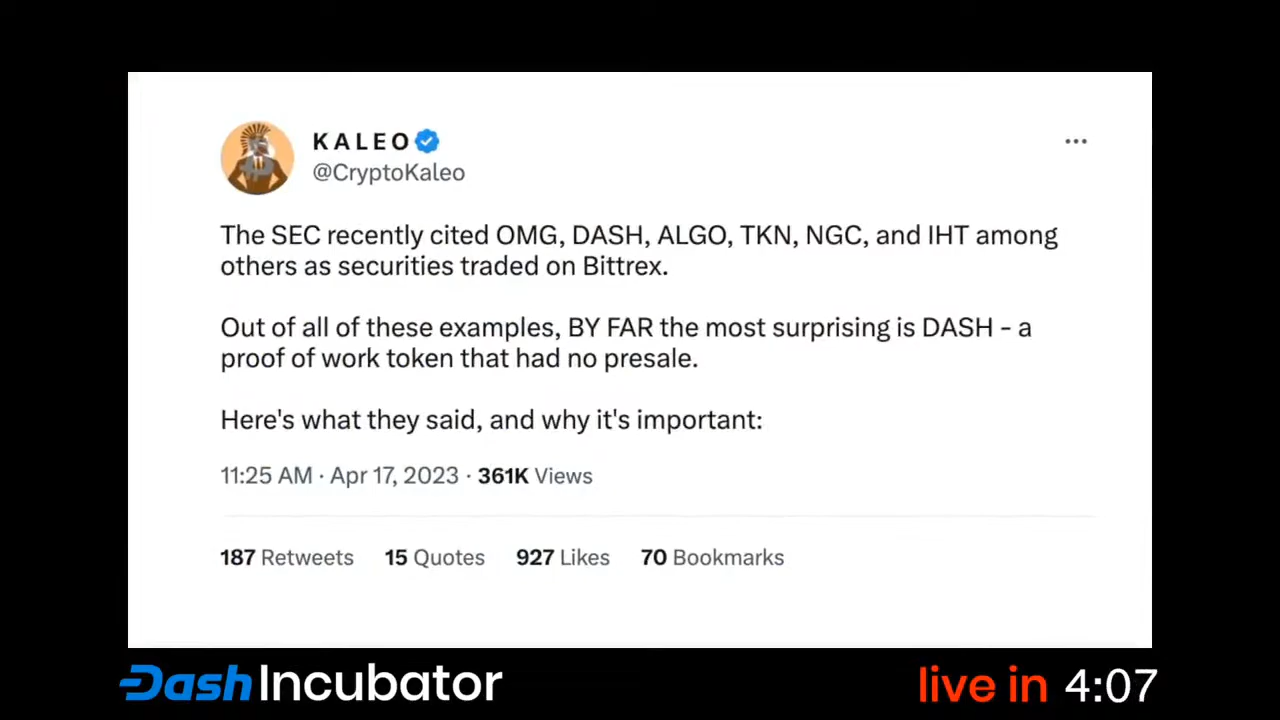 K A L E O
@CryptoKaleo
The SEC recently cited OMG, DASH, ALGO, TKN, NGC, and IHT among
others as securities traded on Bittrex.
Out of all of these examples, BY FAR the most surprising is DASH - a
proof of work token that had no presale.
Here's what they said, and why it's important:
11:25 AM · Apr 17, 2023 · 361K Views
187 Retweets 15 Quotes 927 Likes 70 Bookmarks
Dash Incubator
live in 4:07